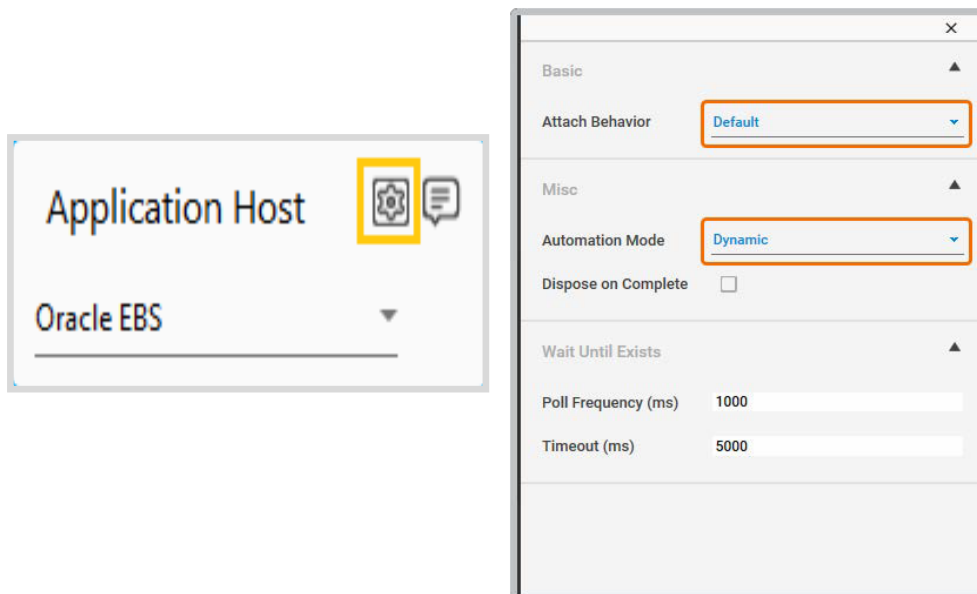 Application Host
Oracle EBS
Basic
Attach Behavior Default
Misc
Automation Mode Dynamic
Dispose on Complete
Wait Until Exists
Poll Frequency (ms) 1000
Timeout (ms) 5000